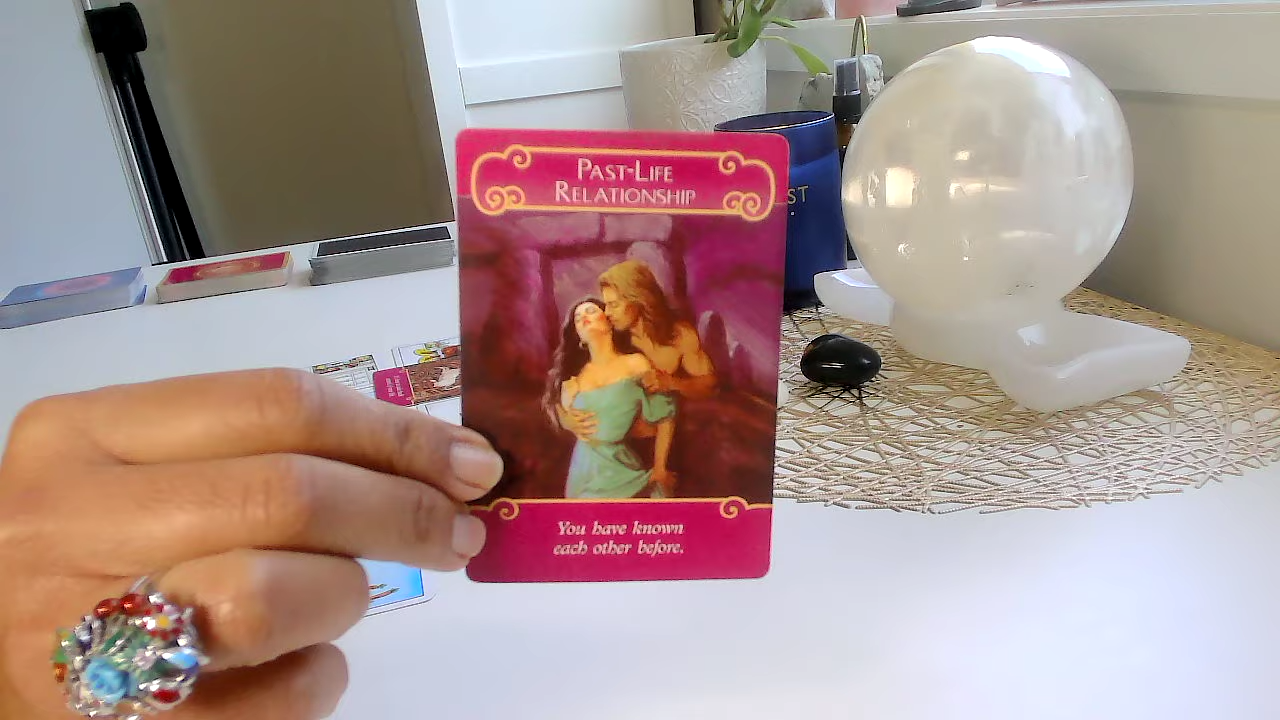 PAST-LIFE
RELATIONSHIP
ST
You have known
each other before.